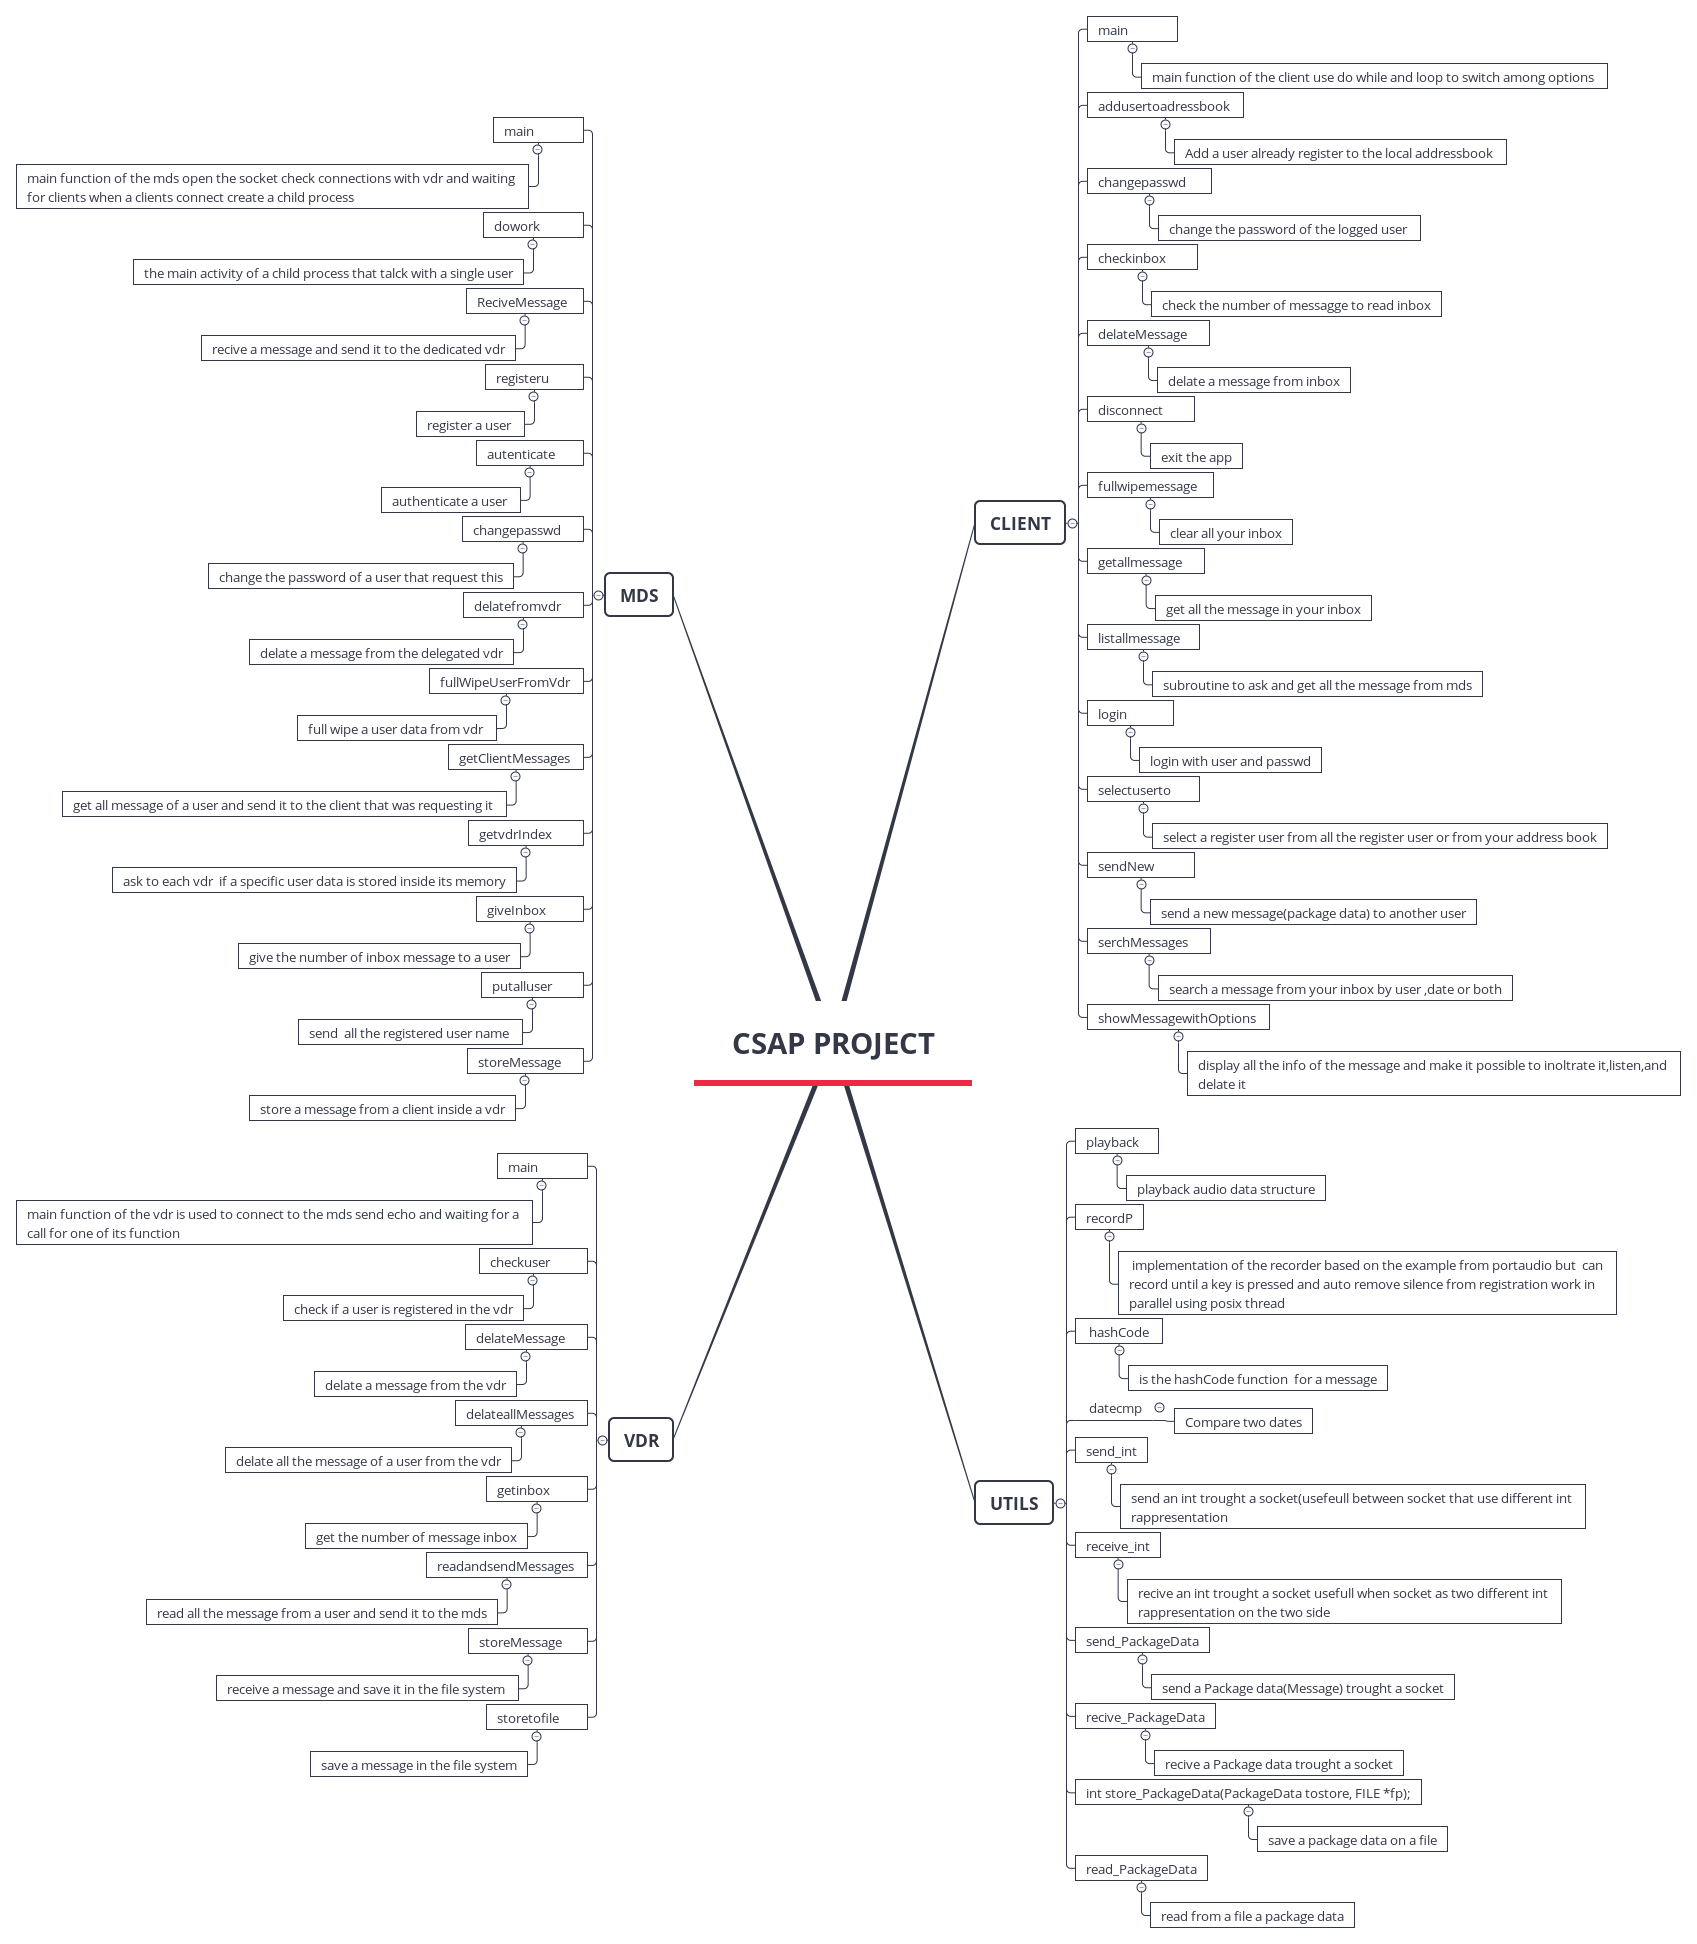 CSAP PROJECT
MDS
main
main function of the mds open the socket check connections with vdr and waiting
for clients when a clients connect create a child process
dowork
the main activity of a child process that talck with a single user
ReciveMessage
recive a message and send it to the dedicated vdr
registeru
register a user
autenticate
authenticate a user
changepasswd
change the password of a user that request this
delatefromvdr
delate a message from the delegated vdr
fullWipeUserFromVdr
full wipe a user data from vdr
getClientMessages
get all message of a user and send it to the client that was requesting it
getvdrIndex
ask to each vdr  if a specific user data is stored inside its memory
giveInbox
give the number of inbox message to a user
putalluser
send  all the registered user name
storeMessage
store a message from a client inside a vdr
VDR
main
main function of the vdr is used to connect to the mds send echo and waiting for a
call for one of its function
checkuser
check if a user is registered in the vdr
delateMessage
delate a message from the vdr
delateallMessages
delate all the message of a user from the vdr
getinbox
get the number of message inbox
readandsendMessages
read all the message from a user and send it to the mds
storeMessage
receive a message and save it in the file system
storetofile
save a message in the file system
CLIENT
main
main function of the client use do while and loop to switch among options
addusertoadressbook
Add a user already register to the local addressbook
changepasswd
change the password of the logged user
checkinbox
check the number of messagge to read inbox
delateMessage
delate a message from inbox
disconnect
exit the app
fullwipemessage
clear all your inbox
getallmessage
get all the message in your inbox
listallmessage
subroutine to ask and get all the message from mds
login
login with user and passwd
selectuserto
select a register user from all the register user or from your address book
sendNew
send a new message(package data) to another user
serchMessages
search a message from your inbox by user ,date or both
showMessagewithOptions
display all the info of the message and make it possible to inoltrate it,listen,and
delate it
UTILS
playback
playback audio data structure
recordP
implementation of the recorder based on the example from portaudio but  can
record until a key is pressed and auto remove silence from registration work in
parallel using posix thread
hashCode
is the hashCode function  for a message
datecmp
Compare two dates
send_int
send an int trought a socket(usefeull between socket that use different int
rappresentation
receive_int
recive an int trought a socket usefull when socket as two different int
rappresentation on the two side
send_PackageData
send a Package data(Message) trought a socket
recive_PackageData
recive a Package data trought a socket
int store_PackageData(PackageData tostore, FILE *fp);
save a package data on a file
read_PackageData
read from a file a package data